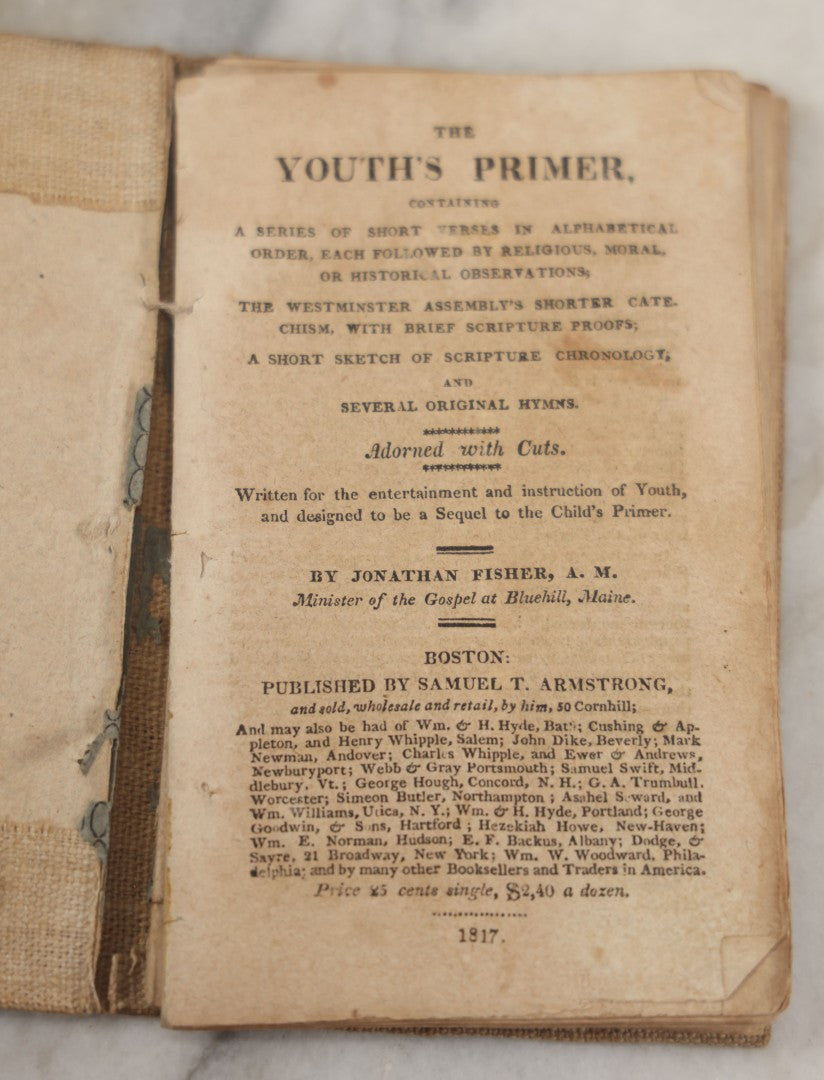 THE
YOUTH'S PRIMER,
CONTAINING
A SERIES OF SHORT VERSES IN ALPHABETICAL
ORDER, EACH FOLLOWED BY RELIGIOUS, MORAL,
OR HISTORICAL OBSERVATIONS;
THE WESTMINSTER ASSEMBLY'S SHORTER CATE-
CHISM, WITH BRIEF SCRIPTURE PROOFS;
A SHORT SKETCH OF SCRIPTURE CHRONOLOGY,
AND
SEVERAL ORIGINAL HYMNS.
Adorned with Cuts.
Written for the entertainment and instruction of Youth,
and designed to be a Sequel to the Child's Primer.
BY JONATHAN FISHER, A. M.
Minister of the Gospel at Bluehill, Maine.
BOSTON:
PUBLISHED BY SAMUEL T. ARMSTRONG,
and sold, wholesale and retail, by him, 50 Cornhill;
And may also be had of Wm. & H. Hyde, Bath; Cushing & Ap-
pleton, and Henry Whipple, Salem; John Dike, Beverly; Mark
Newman, Andover; Charles Whipple, and Ewer & Andrews,
Newburyport; Webb & Gray Portsmouth; Samuel Swift, Mid-
dlebury, Vt.; George Hough, Concord, N. H.; G. A. Trumbull,
Worcester; Simeon Butler, Northampton; Asahel Seward, and
Wm. Williams, Utica, N. Y.; Wm. & H. Hyde, Portland; George
Goodwin, & Sons, Hartford; Hezekiah Howe, New-Haven;
Wm. E. Norman, Hudson; E. F. Backus, Albany; Dodge, &
Sayre, 21 Broadway, New York; Wm. W. Woodward, Phila-
delphia; and by many other Booksellers and Traders in America.
Price 25 cents single, $2,40 a dozen.
1817.